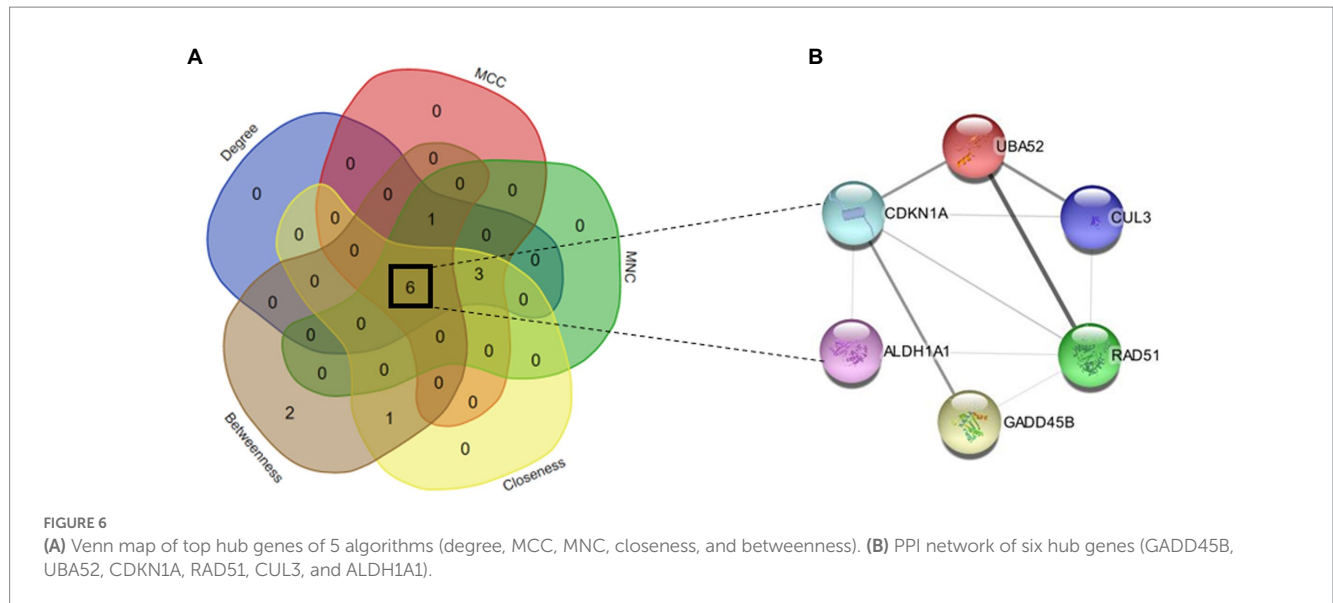 A
B
MCC
Degree
MNC
Betweenness
Closeness
0
0
0
0
0
0
0
0
0
0
1
0
0
0
0
3
0
6
0
0
0
0
0
0
0
0
0
0
0
2
1
0
0
UBA52
CDKN1A
CUL3
ALDH1A1
RAD51
GADD45B
FIGURE 6
(A) Venn map of top hub genes of 5 algorithms (degree, MCC, MNC, closeness, and betweenness). (B) PPI network of six hub genes (GADD45B,
UBA52, CDKN1A, RAD51, CUL3, and ALDH1A1).